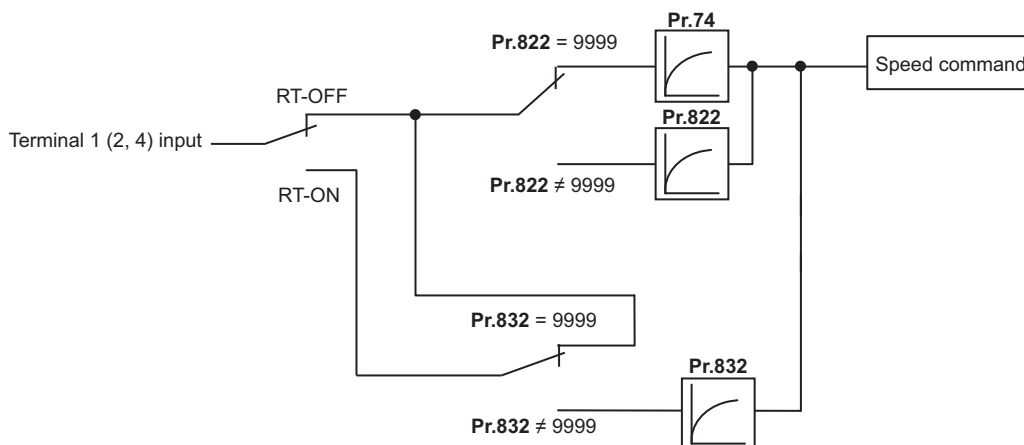 Pr.74
Pr.822 = 9999
Speed command
RT-OFF
Pr.822
Terminal 1 (2, 4) input
Pr.822 ≠ 9999
RT-ON
Pr.832 = 9999
Pr.832
Pr.832 ≠ 9999